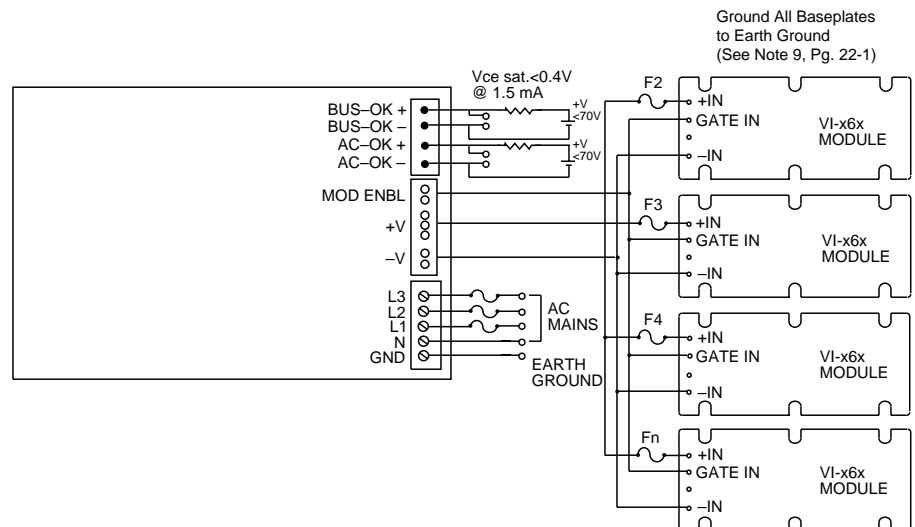 Ground All Baseplates
to Earth Ground
(See Note 9, Pg. 22-1)
Vce sat.<0.4V
@ 1.5 mA
BUS–OK +
BUS–OK –
AC–OK +
AC–OK –
+V
<70V
+V
<70V
MOD ENBL
+V
–V
L3
L2
L1
N
GND
AC
MAINS
EARTH
GROUND
F2
+IN
GATE IN
–IN
VI-x6x
MODULE
F3
+IN
GATE IN
–IN
VI-x6x
MODULE
F4
+IN
GATE IN
–IN
VI-x6x
MODULE
Fn
+IN
GATE IN
–IN
VI-x6x
MODULE